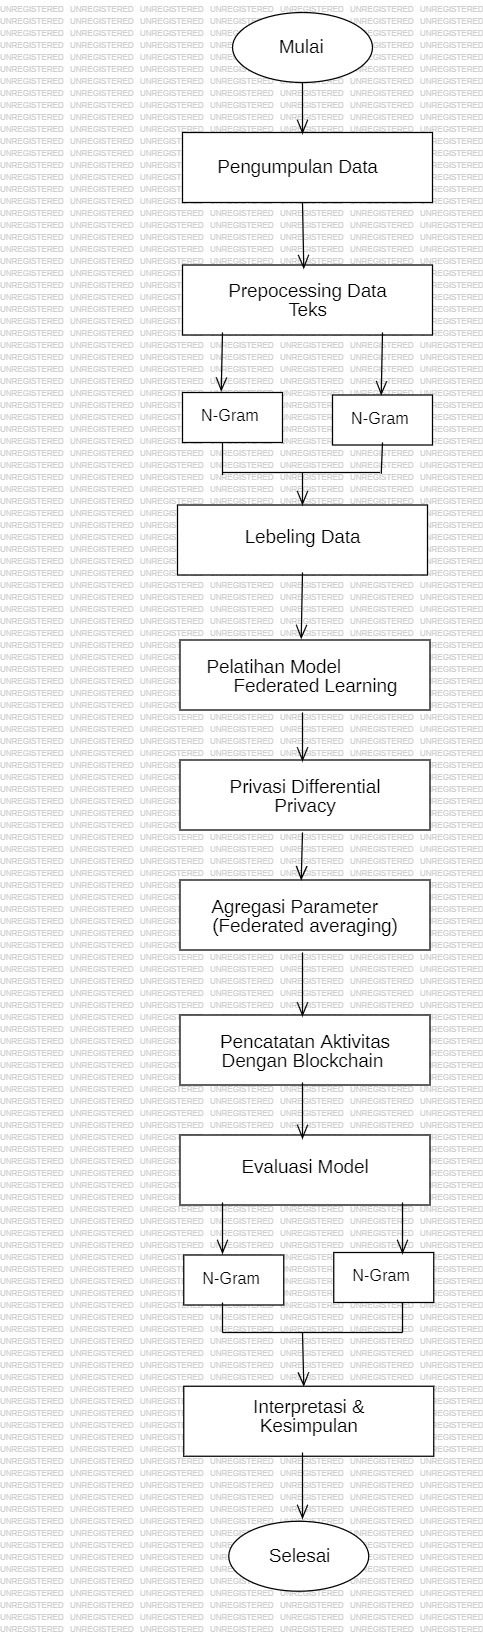 Mulai
Pengumpulan Data
Prepocessing Data
Teks
N-Gram
N-Gram
Lebeling Data
Pelatihan Model
Federated Learning
Privasi Differential
Privacy
Agregasi Parameter
(Federated averaging)
Pencatatan Aktivitas
Dengan Blockchain
Evaluasi Model
N-Gram
N-Gram
Interpretasi &
Kesimpulan
Selesai
UNREGISTERED